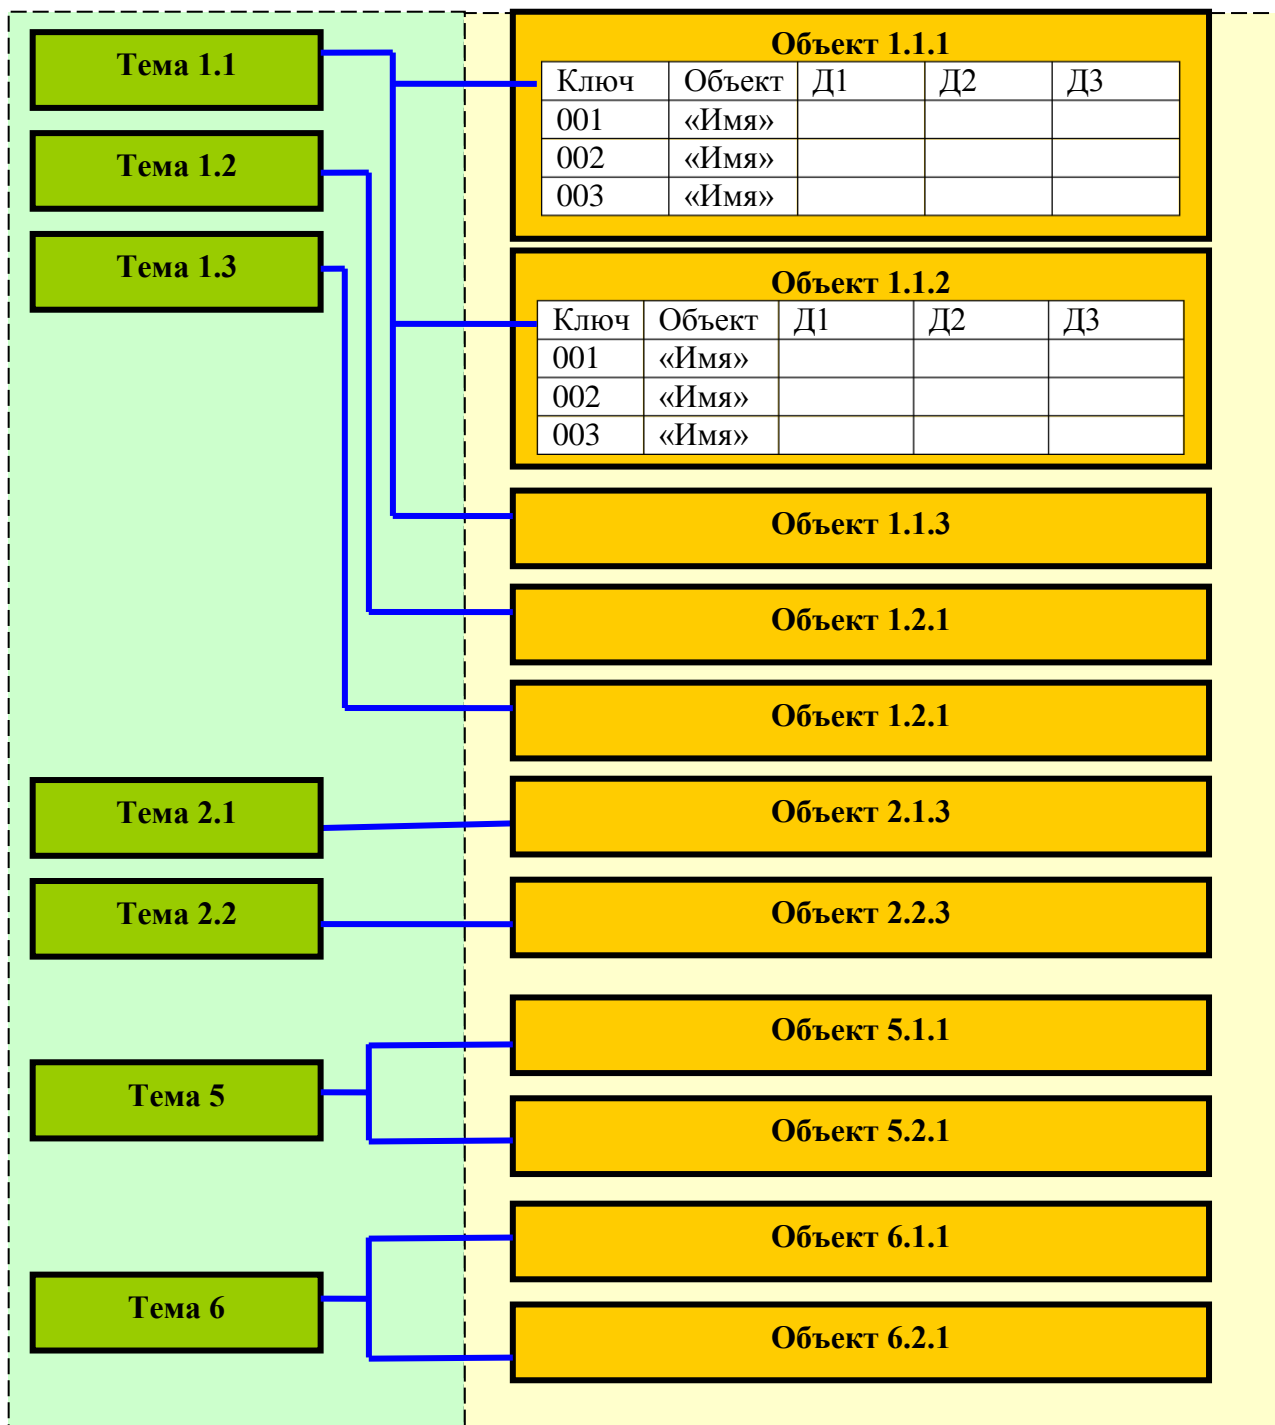 Тема 1.1
Тема 1.2
Тема 1.3
Объект 1.1.1
Ключ Объект Д1 Д2 Д3
001 «Имя»
002 «Имя»
003 «Имя»
Объект 1.1.2
Ключ Объект Д1 Д2 Д3
001 «Имя»
002 «Имя»
003 «Имя»
Объект 1.1.3
Объект 1.2.1
Объект 1.2.1
Тема 2.1
Объект 2.1.3
Тема 2.2
Объект 2.2.3
Тема 5
Объект 5.1.1
Объект 5.2.1
Тема 6
Объект 6.1.1
Объект 6.2.1